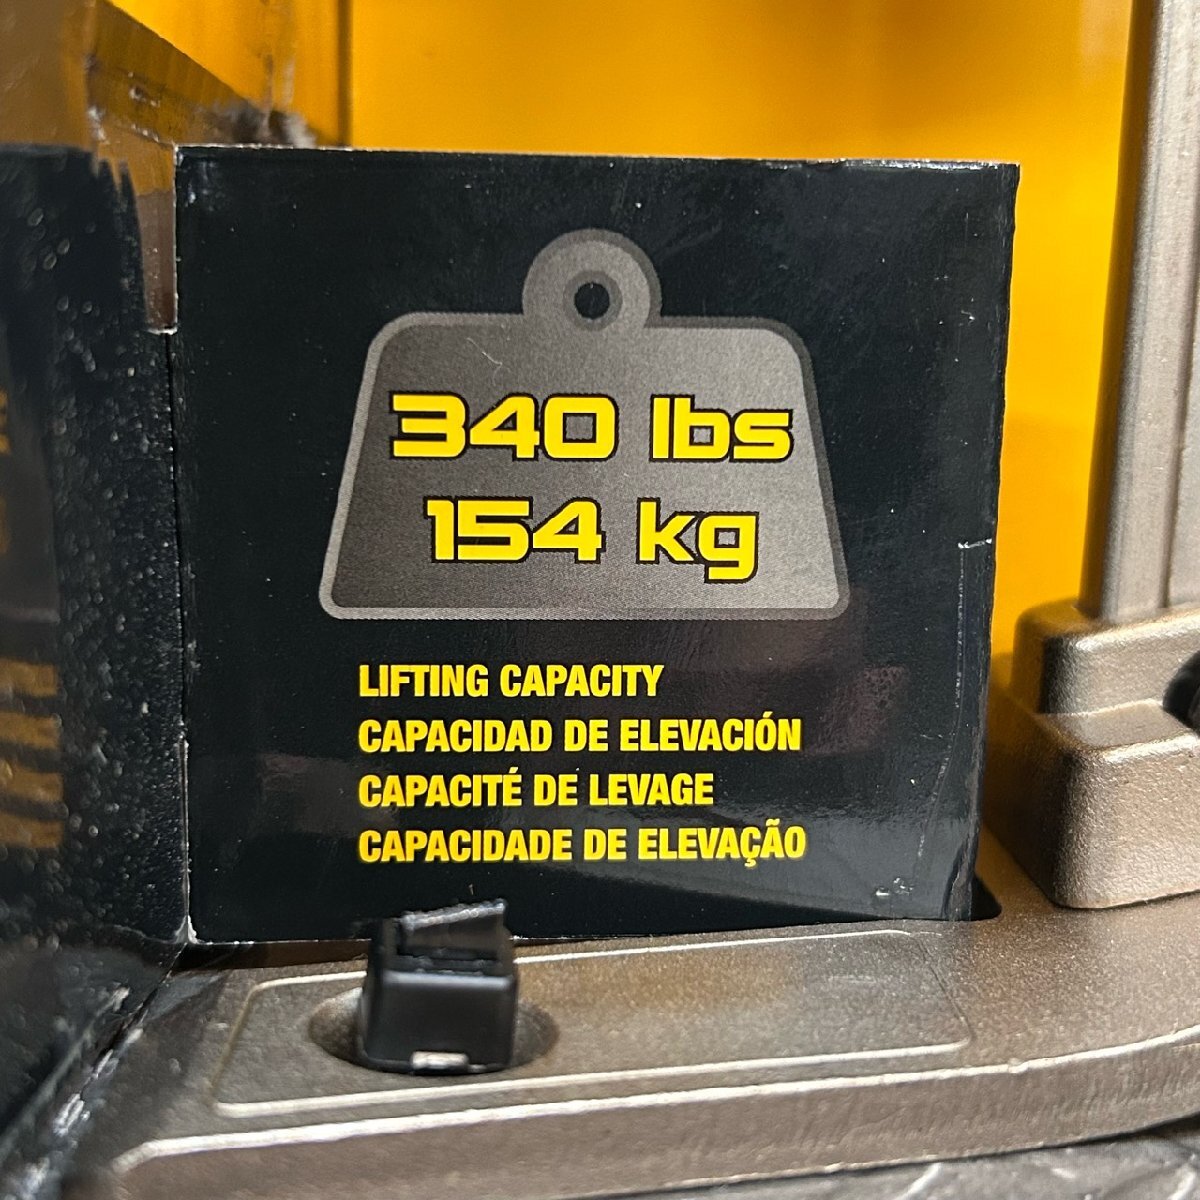 340 lbs
154 kg
LIFTING CAPACITY
CAPACIDAD DE ELEVACIÓN
CAPACITÉ DE LEVAGE
CAPACIDADE DE ELEVAÇÃO